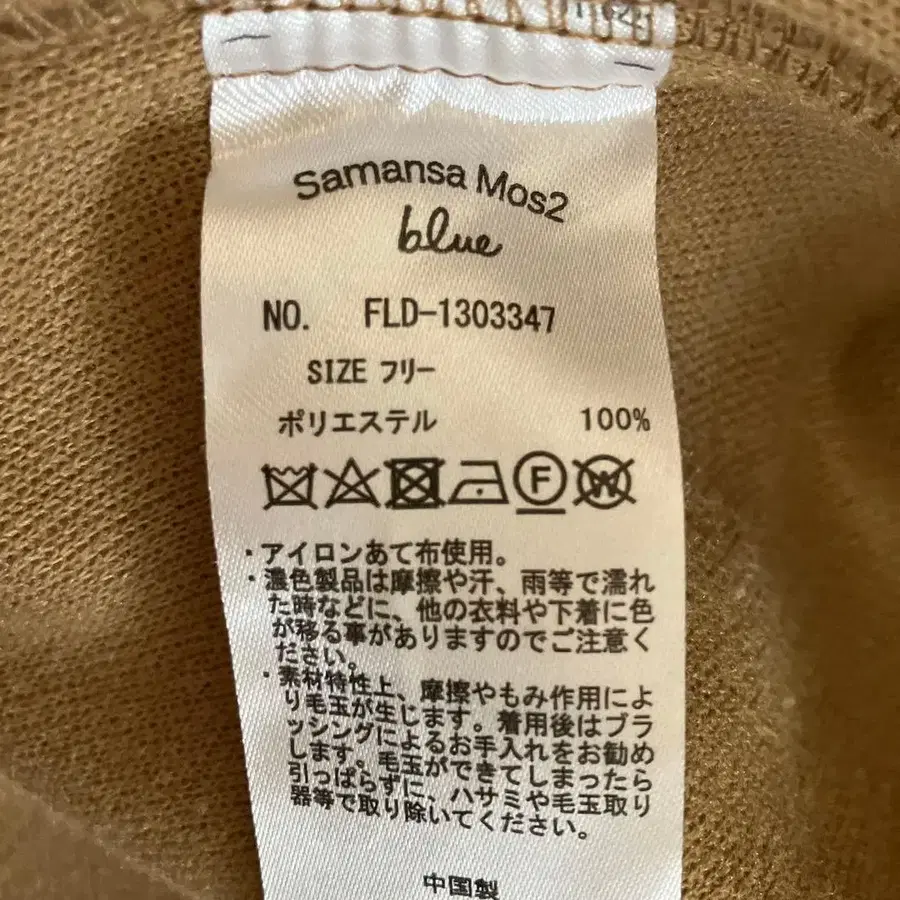 Samansa Mos2
blue
NO. FLD-1303347
SIZE フリー
ポリエステル 100%
F W
・アイロンあて布使用。
・濃色製品は摩擦や汗、雨等で濡れ
た時などに、他の衣料や下着に色
が移る事がありますのでご注意く
ださい。
・素材特性上、摩擦やもみ作用によ
り毛玉が生じます。着用後はブラ
ッシングによるお手入れをお勧め
します。毛玉ができてしまったら
引っぱらずに、ハサミや毛玉取り
器等で取り除いてください。
中国製